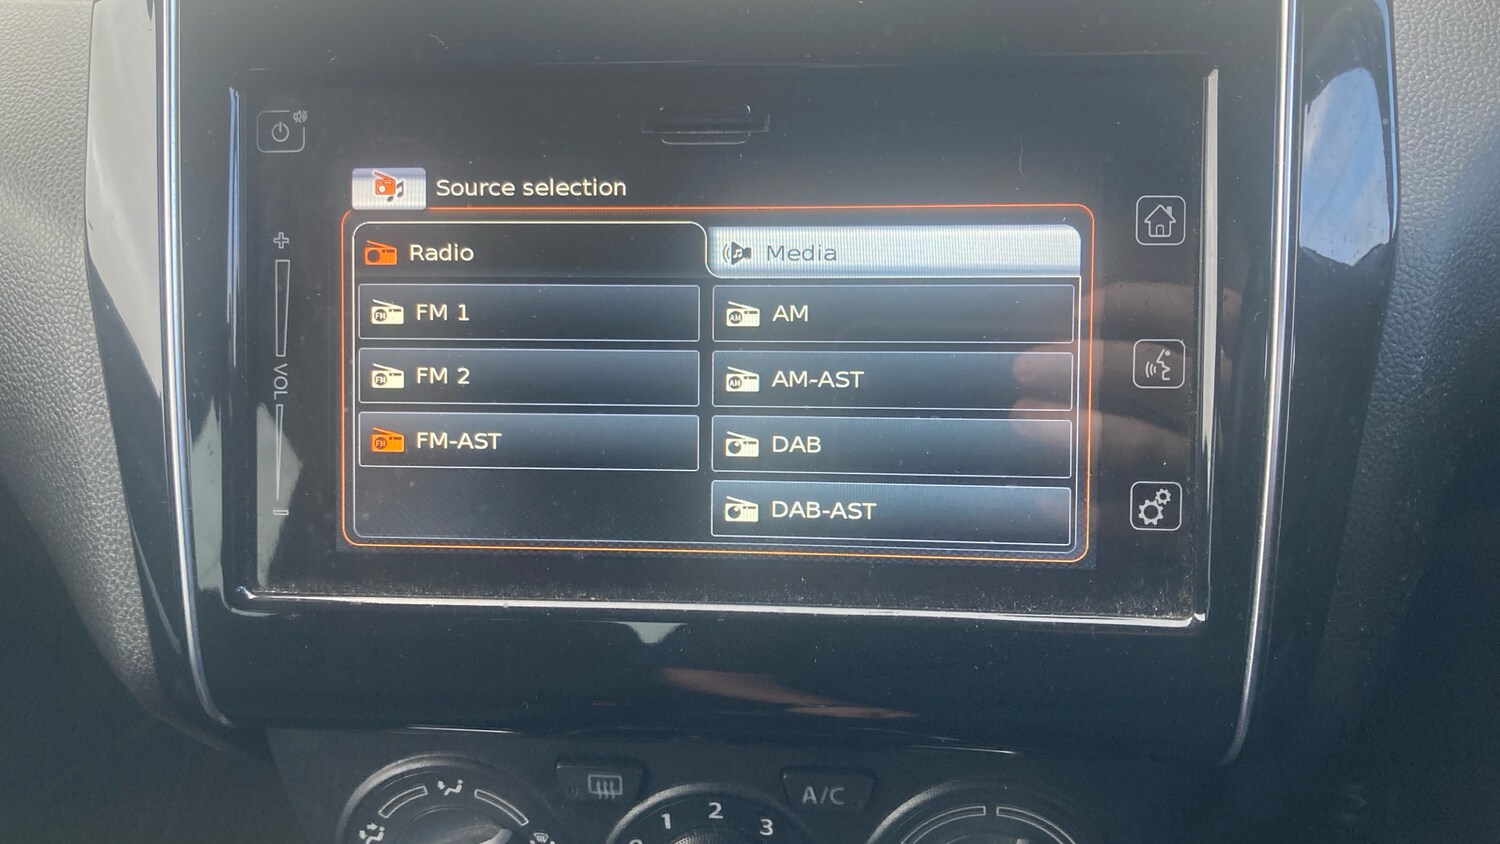 Source selection
Radio
Media
FM 1
AM
FM 2
AM-AST
FM-AST
DAB
DAB-AST
VOL
A/C
1 2 3